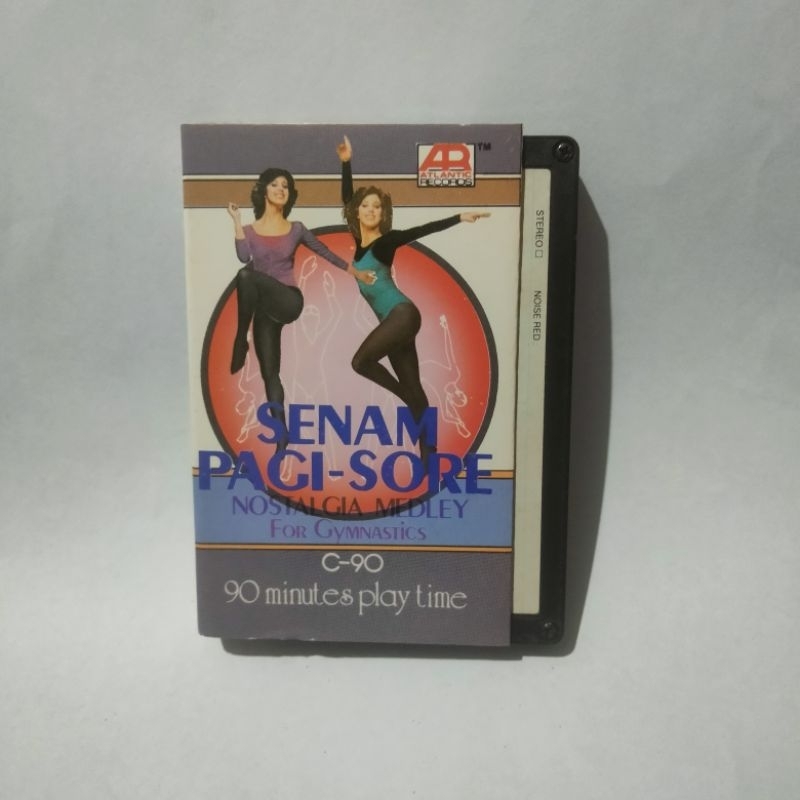 AR TM
ATLANTIC
RECORDS
SENAM
PAGI-SORE
NOSTALGIA MEDLEY
FOR GYMNASTICS
C-90
90 minutes play time
STEREO □
NOISE RED